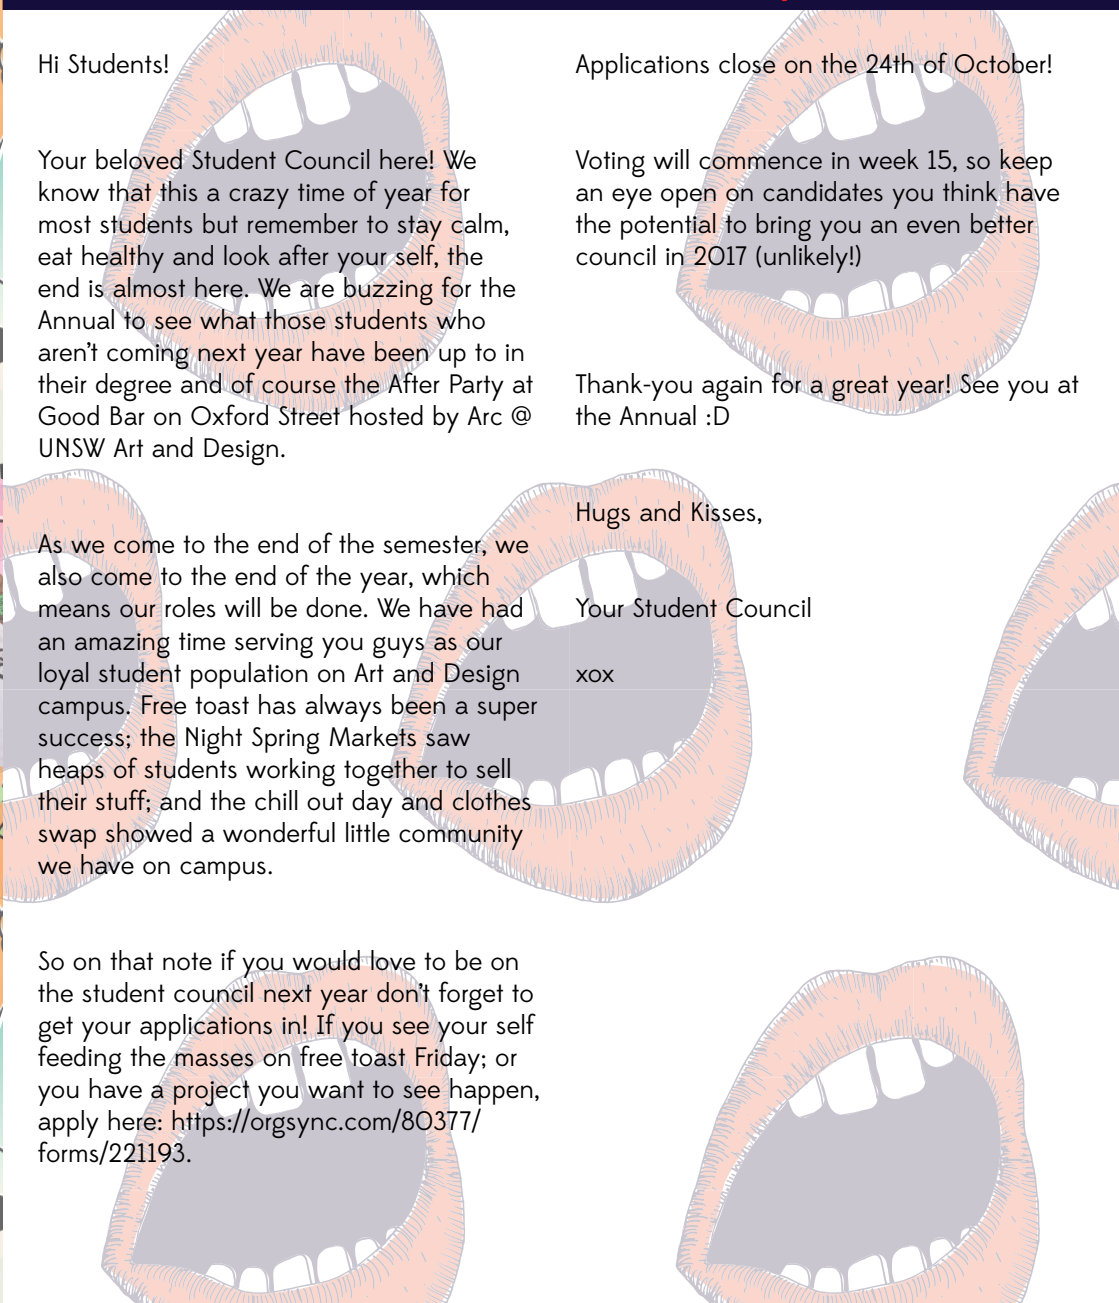 Hi Students!
Your beloved Student Council here! We
know that this a crazy time of year for
most students but remember to stay calm,
eat healthy and look after your self, the
end is almost here. We are buzzing for the
Annual to see what those students who
aren't coming next year have been up to in
their degree and of course the After Party at
Good Bar on Oxford Street hosted by Arc @
UNSW Art and Design.
As we come to the end of the semester, we
also come to the end of the year, which
means our roles will be done. We have had
an amazing time serving you guys as our
loyal student population on Art and Design
campus. Free toast has always been a super
success; the Night Spring Markets saw
heaps of students working together to sell
their stuff; and the chill out day and clothes
swap showed a wonderful little community
we have on campus.
So on that note if you would love to be on
the student council next year don't forget to
get your applications in! If you see your self
feeding the masses on free toast Friday; or
you have a project you want to see happen,
apply here: https://orgsync.com/80377/
forms/221193.
Applications close on the 24th of October!
Voting will commence in week 15, so keep
an eye open on candidates you think have
the potential to bring you an even better
council in 2017 (unlikely!)
Thank-you again for a great year! See you at
the Annual :D
Hugs and Kisses,
Your Student Council
xox